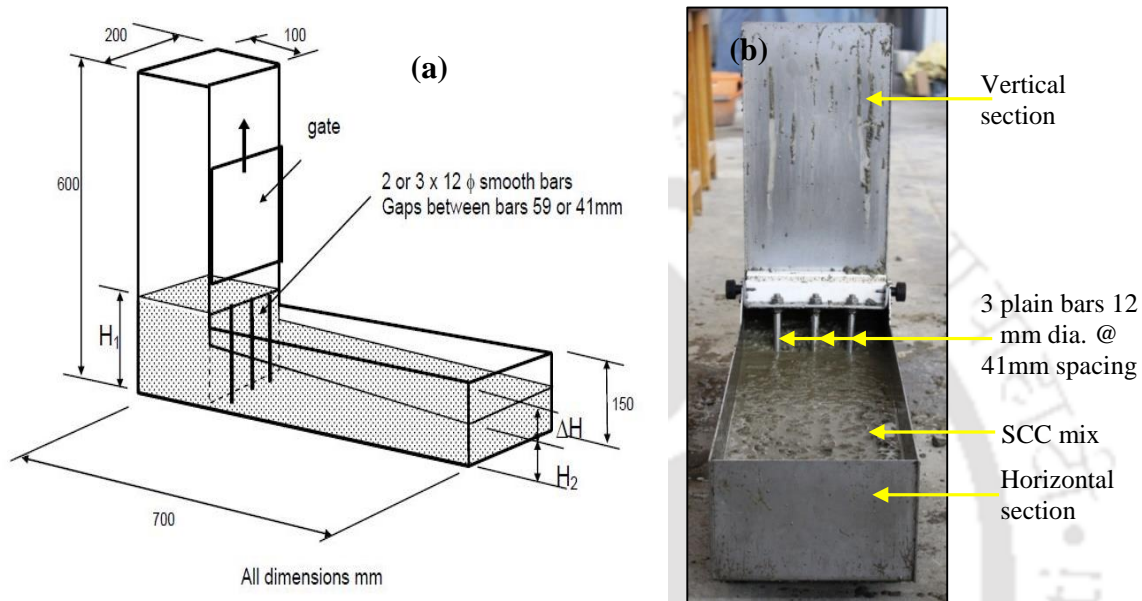 200
100
(a)
gate
600
2 or 3 x 12 ϕ smooth bars
Gaps between bars 59 or 41mm
H₁
150
ΔH
H₂
700
All dimensions mm
(b)
Vertical
section
3 plain bars 12
mm dia. @
41mm spacing
SCC mix
Horizontal
section